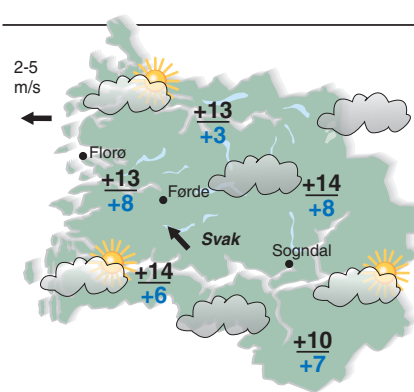 2-5
m/s
+13
+3
Florø
+13
+8
Førde
+14
+8
Svak
Sogndal
+14
+6
+10
+7